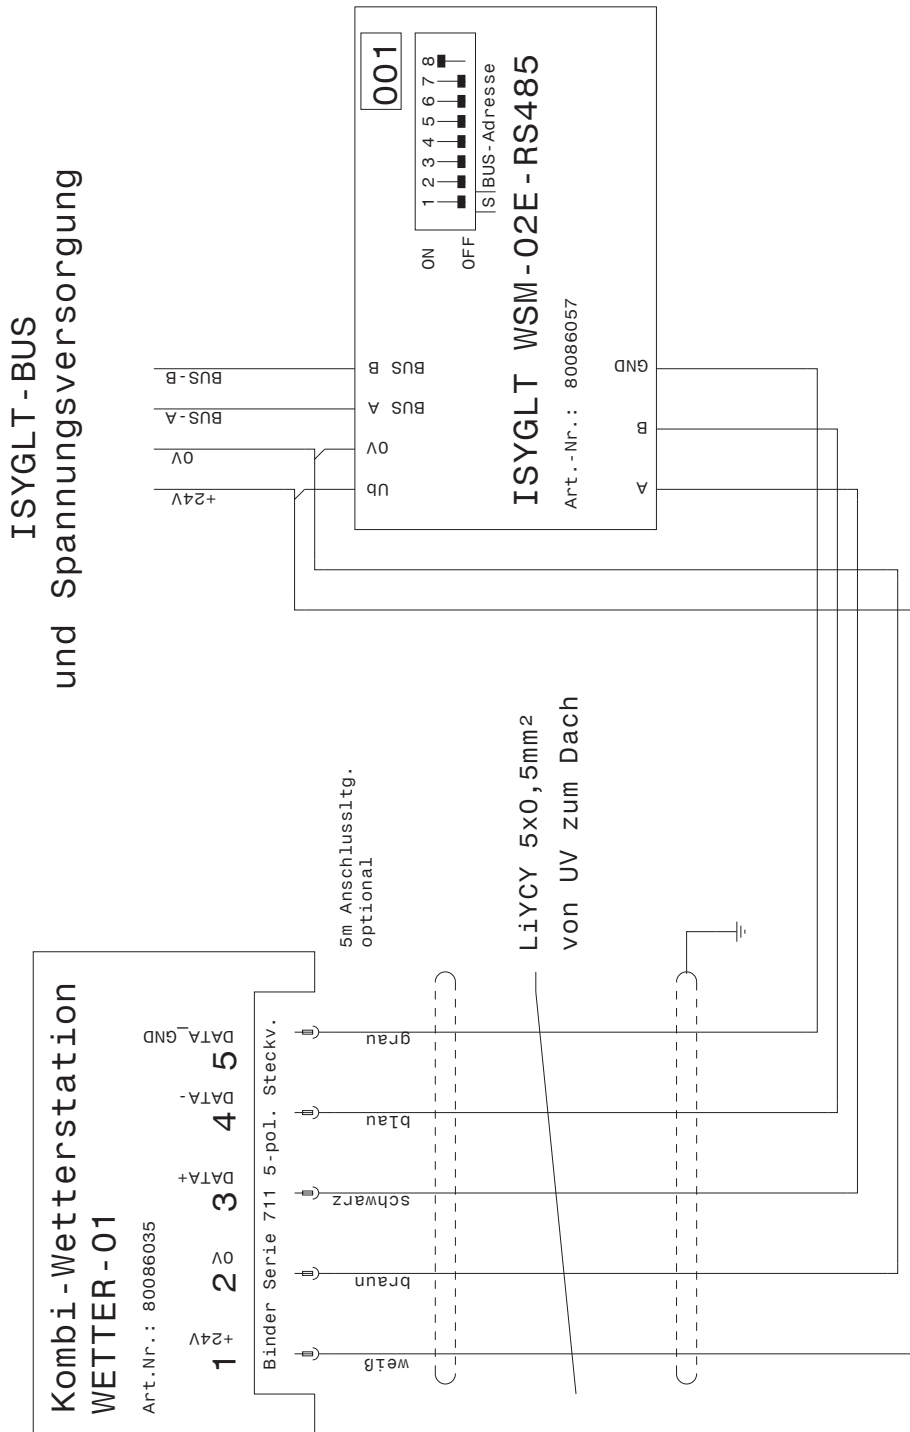 ISYGLT-BUS
und Spannungsversorgung
BUS-B
BUS-A
0V
+24V
001
1 2 3 4 5 6 7 8
ON
OFF
S BUS-Adresse
BUS B
BUS A
0V
Ub
ISYGLT WSM-02E-RS485
Art.-Nr.: 80086057
GND
B
A
Kombi-Wetterstation
WETTER-01
Art.Nr.: 80086035
+24V
0V
DATA+
DATA-
DATA_GND
1
2
3
4
5
Binder Serie 711 5-pol. Steckv.
5m Anschlussltg.
optional
weiß
braun
schwarz
blau
grau
LiYCY 5x0,5mm²
von UV zum Dach